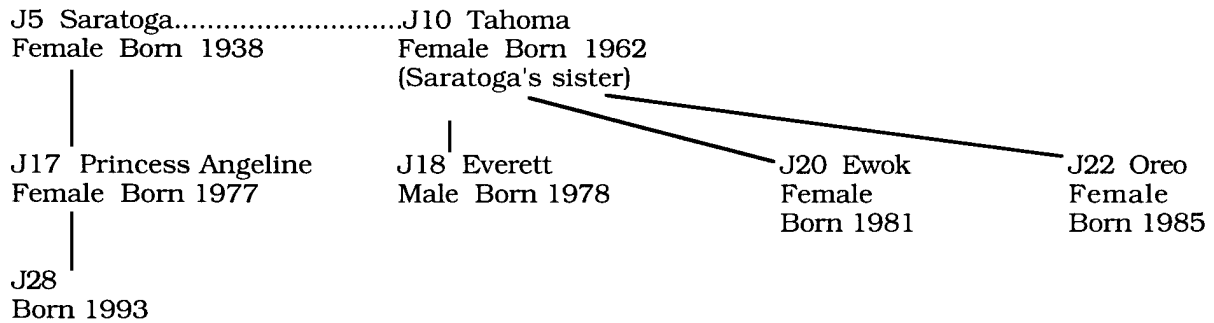 J5 Saratoga............................J10 Tahoma
Female Born 1938
Female Born 1962
(Saratoga's sister)
J17 Princess Angeline
Female Born 1977
J18 Everett
Male Born 1978
J20 Ewok
Female
Born 1981
J22 Oreo
Female
Born 1985
J28
Born 1993